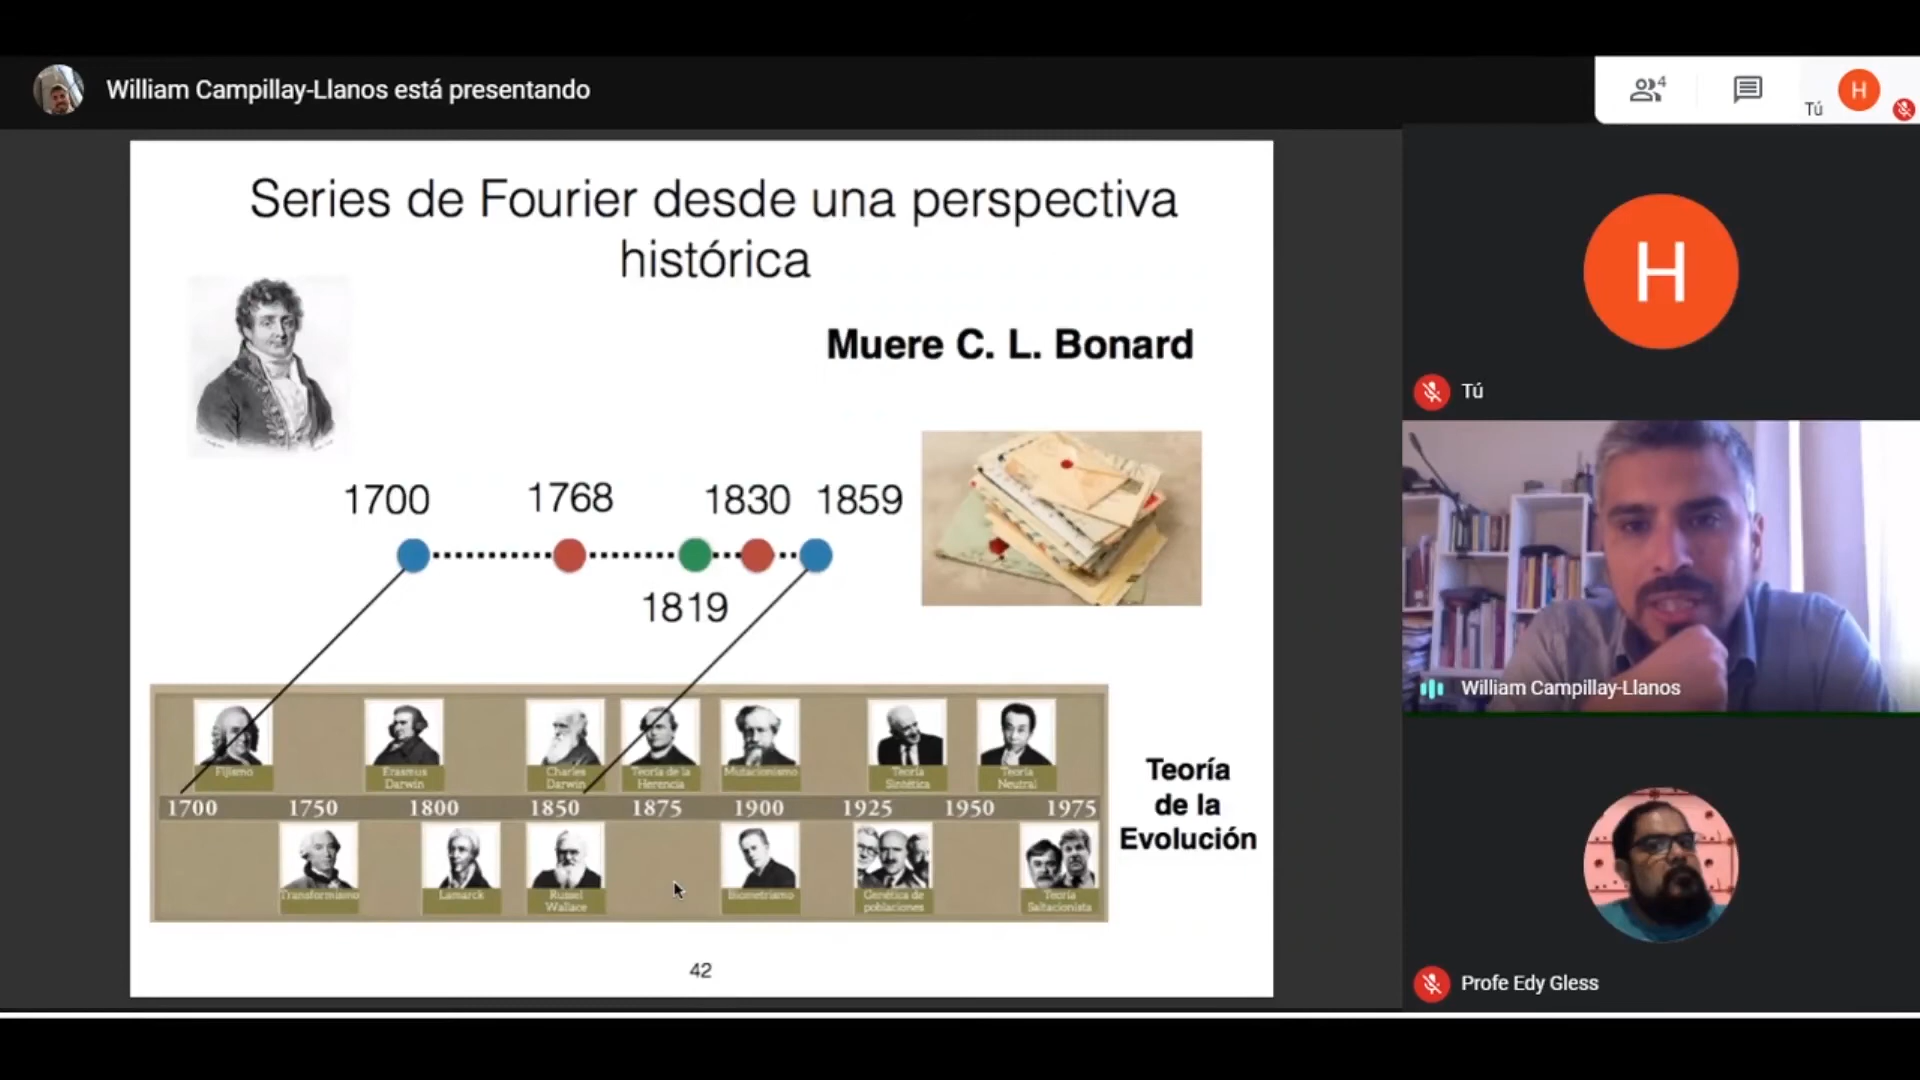 William Campillay-Llanos está presentando
4
Tú
H
Series de Fourier desde una perspectiva
histórica
Muere C. L. Bonard
1700
1768
1830
1859
1819
Fijismo
Erasmus
Darwin
Charles
Darwin
Teoría de la
Herencia
Mutacionismo
Teoría
Sintética
Teoría
Neutral
1700 1750 1800 1850 1875 1900 1925 1950 1975
Transformismo
Lamarck
Russel
Wallace
Biometrismo
Genética de
poblaciones
Teoría
Saltacionista
Teoría
de la
Evolución
42
H
Tú
William Campillay-Llanos
Profe Edy Gless